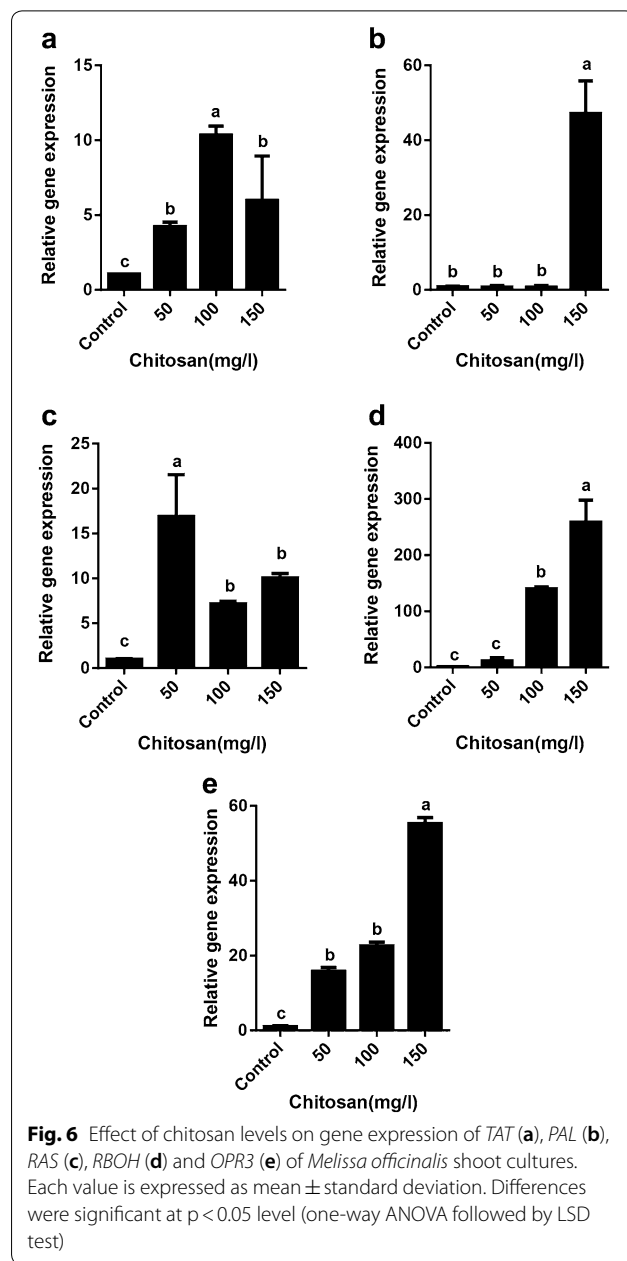 a
15
10
5
0
Relative gene expression
c
b
a
b
Control
50
100
150
Chitosan(mg/l)
b
60
40
20
0
Relative gene expression
b
b
b
a
Control
50
100
150
Chitosan(mg/l)
c
25
20
15
10
5
0
Relative gene expression
c
a
b
b
Control
50
100
150
Chitosan(mg/l)
d
400
300
200
100
0
Relative gene expression
c
c
b
a
Control
50
100
150
Chitosan(mg/l)
e
60
40
20
0
Relative gene expression
c
b
b
a
Control
50
100
150
Chitosan(mg/l)
Fig. 6 Effect of chitosan levels on gene expression of TAT (a), PAL (b),
RAS (c), RBOH (d) and OPR3 (e) of Melissa officinalis shoot cultures.
Each value is expressed as mean ± standard deviation. Differences
were significant at p < 0.05 level (one-way ANOVA followed by LSD
test)